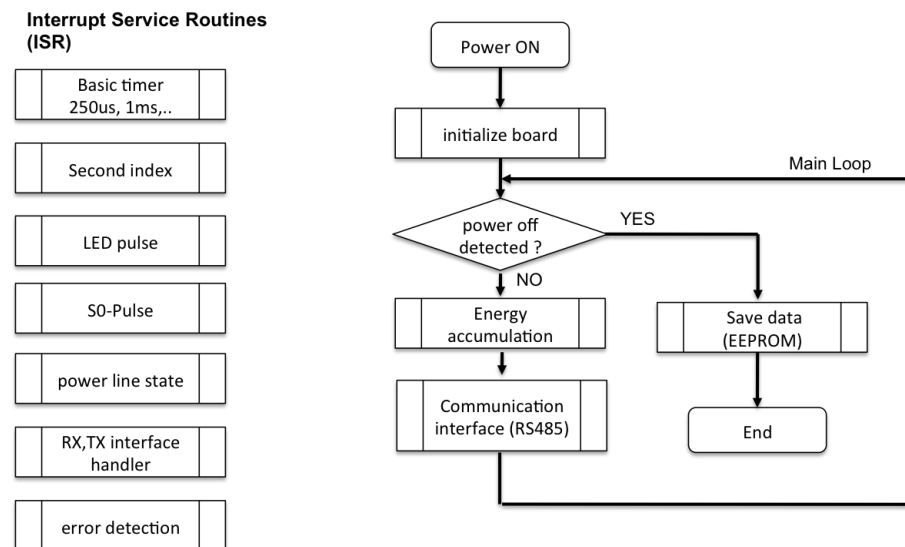 Interrupt Service Routines
(ISR)
Basic timer
250us, 1ms,..
Second index
LED pulse
S0-Pulse
power line state
RX,TX interface
handler
error detection
Power ON
initialize board
Main Loop
power off
detected ?
YES
NO
Energy
accumulation
Save data
(EEPROM)
Communication
interface (RS485)
End